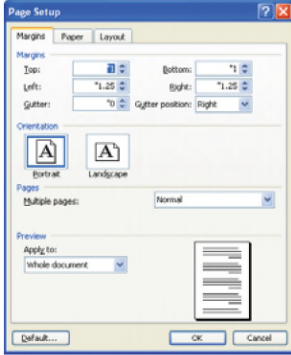 Page Setup
Margins Paper Layout
Margins
Top: Bottom: "1
Left: "1.25 Right: "1.25
Gutter: "0 Gutter position: Right
Orientation
A A
Portrait Landscape
Pages
Multiple pages: Normal
Preview
Apply to:
Whole document
Default... OK Cancel